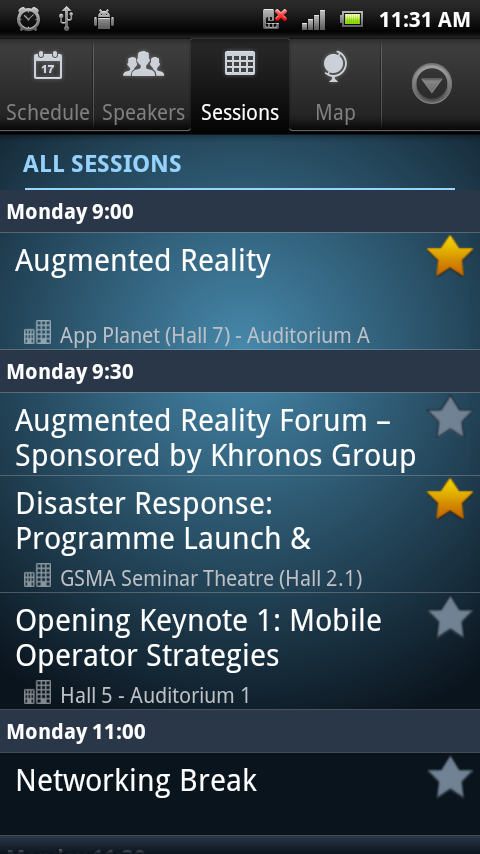 11:31 AM
17
Schedule
Speakers
Sessions
Map
ALL SESSIONS
Monday 9:00
Augmented Reality
App Planet (Hall 7) - Auditorium A
Monday 9:30
Augmented Reality Forum –
Sponsored by Khronos Group
Disaster Response:
Programme Launch &
GSMA Seminar Theatre (Hall 2.1)
Opening Keynote 1: Mobile
Operator Strategies
Hall 5 - Auditorium 1
Monday 11:00
Networking Break